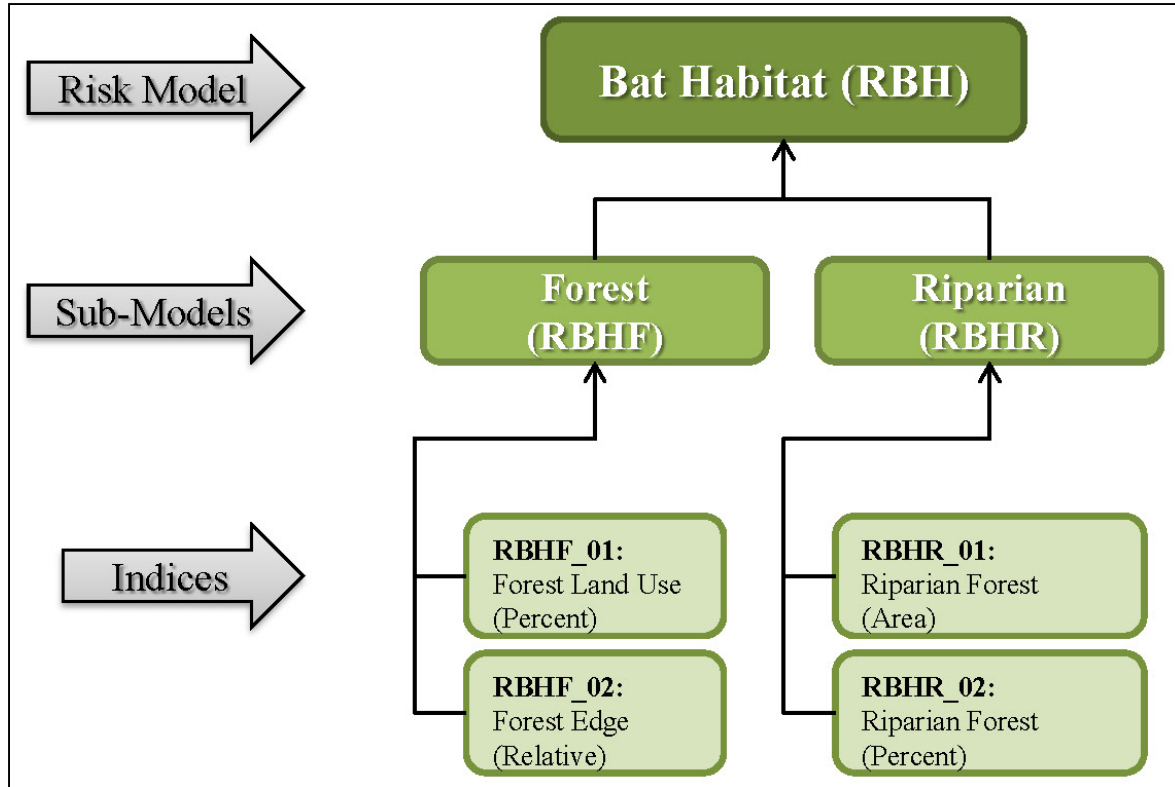 Risk Model
Bat Habitat (RBH)
Sub-Models
Forest
(RBHF)
Riparian
(RBHR)
Indices
RBHF_01:
Forest Land Use
(Percent)
RBHR_01:
Riparian Forest
(Area)
RBHF_02:
Forest Edge
(Relative)
RBHR_02:
Riparian Forest
(Percent)